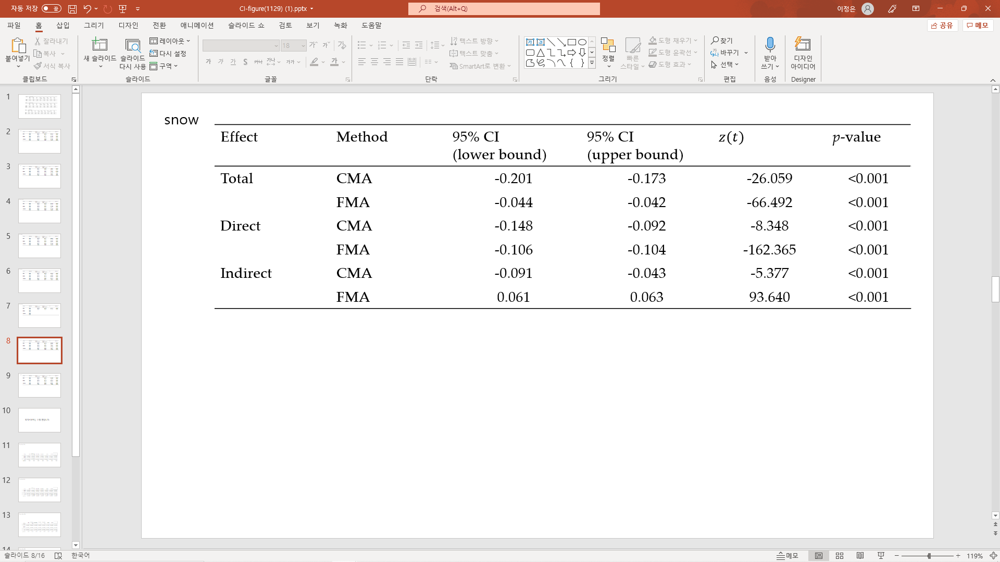 자동 저장 끔 CI-figure(1129) (1).pptx 검색(Alt+Q) 이정은
파일 홈 삽입 그리기 디자인 전환 애니메이션 슬라이드 쇼 검토 보기 녹화 도움말 공유 메모
붙여넣기 잘라내기 복사 서식 복사
클립보드
새 슬라이드 슬라이드 다시 사용 레이아웃 다시 설정 구역
슬라이드
18
가 가 가 S 가나 가나 가가 가
글꼴
텍스트 방향 텍스트 맞춤 SmartArt로 변환
단락
정렬 빠른 스타일 도형 채우기 도형 윤곽선 도형 효과
그리기
찾기 바꾸기 선택
편집
받아쓰기
음성
디자인 아이디어
Designer
1
2
3
4
5
6
7
8
9
10
11
12
13
14
snow
Effect Method 95% CI (lower bound) 95% CI (upper bound) z(t) p-value
Total CMA -0.201 -0.173 -26.059 <0.001
FMA -0.044 -0.042 -66.492 <0.001
Direct CMA -0.148 -0.092 -8.348 <0.001
FMA -0.106 -0.104 -162.365 <0.001
Indirect CMA -0.091 -0.043 -5.377 <0.001
FMA 0.061 0.063 93.640 <0.001
슬라이드 8/16 한국어 메모 119%